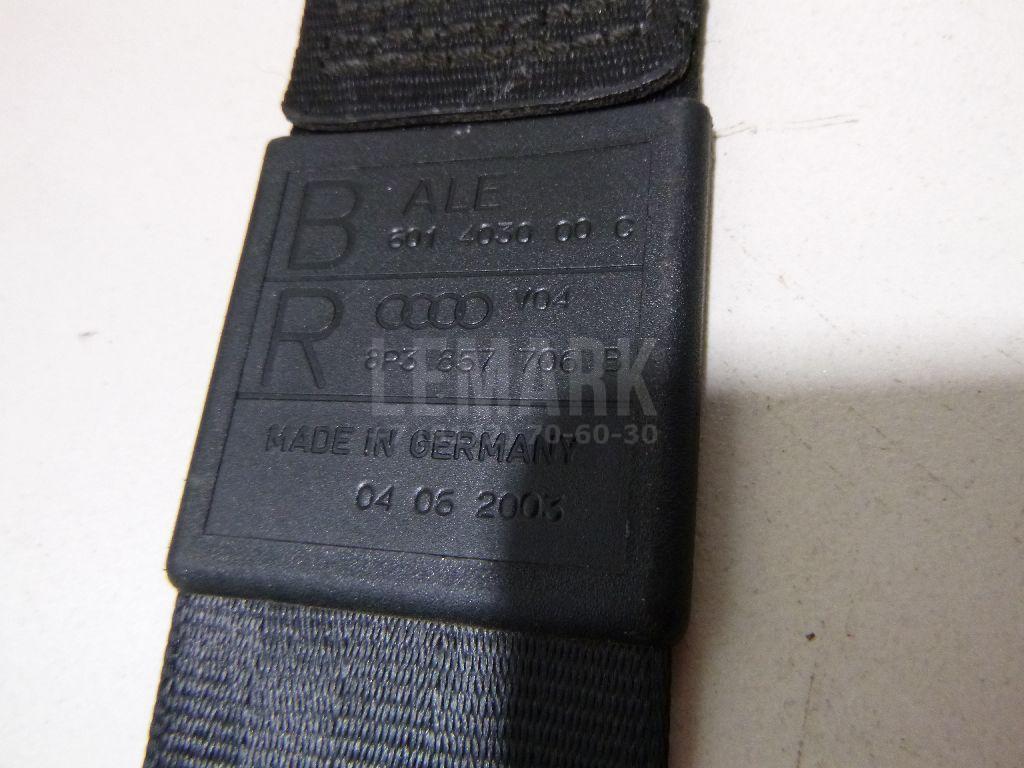 B ALE
601 4030 00 C
R V04
8P3 857 706 B
LEMARK
70-60-30
MADE IN GERMANY
04 06 2003